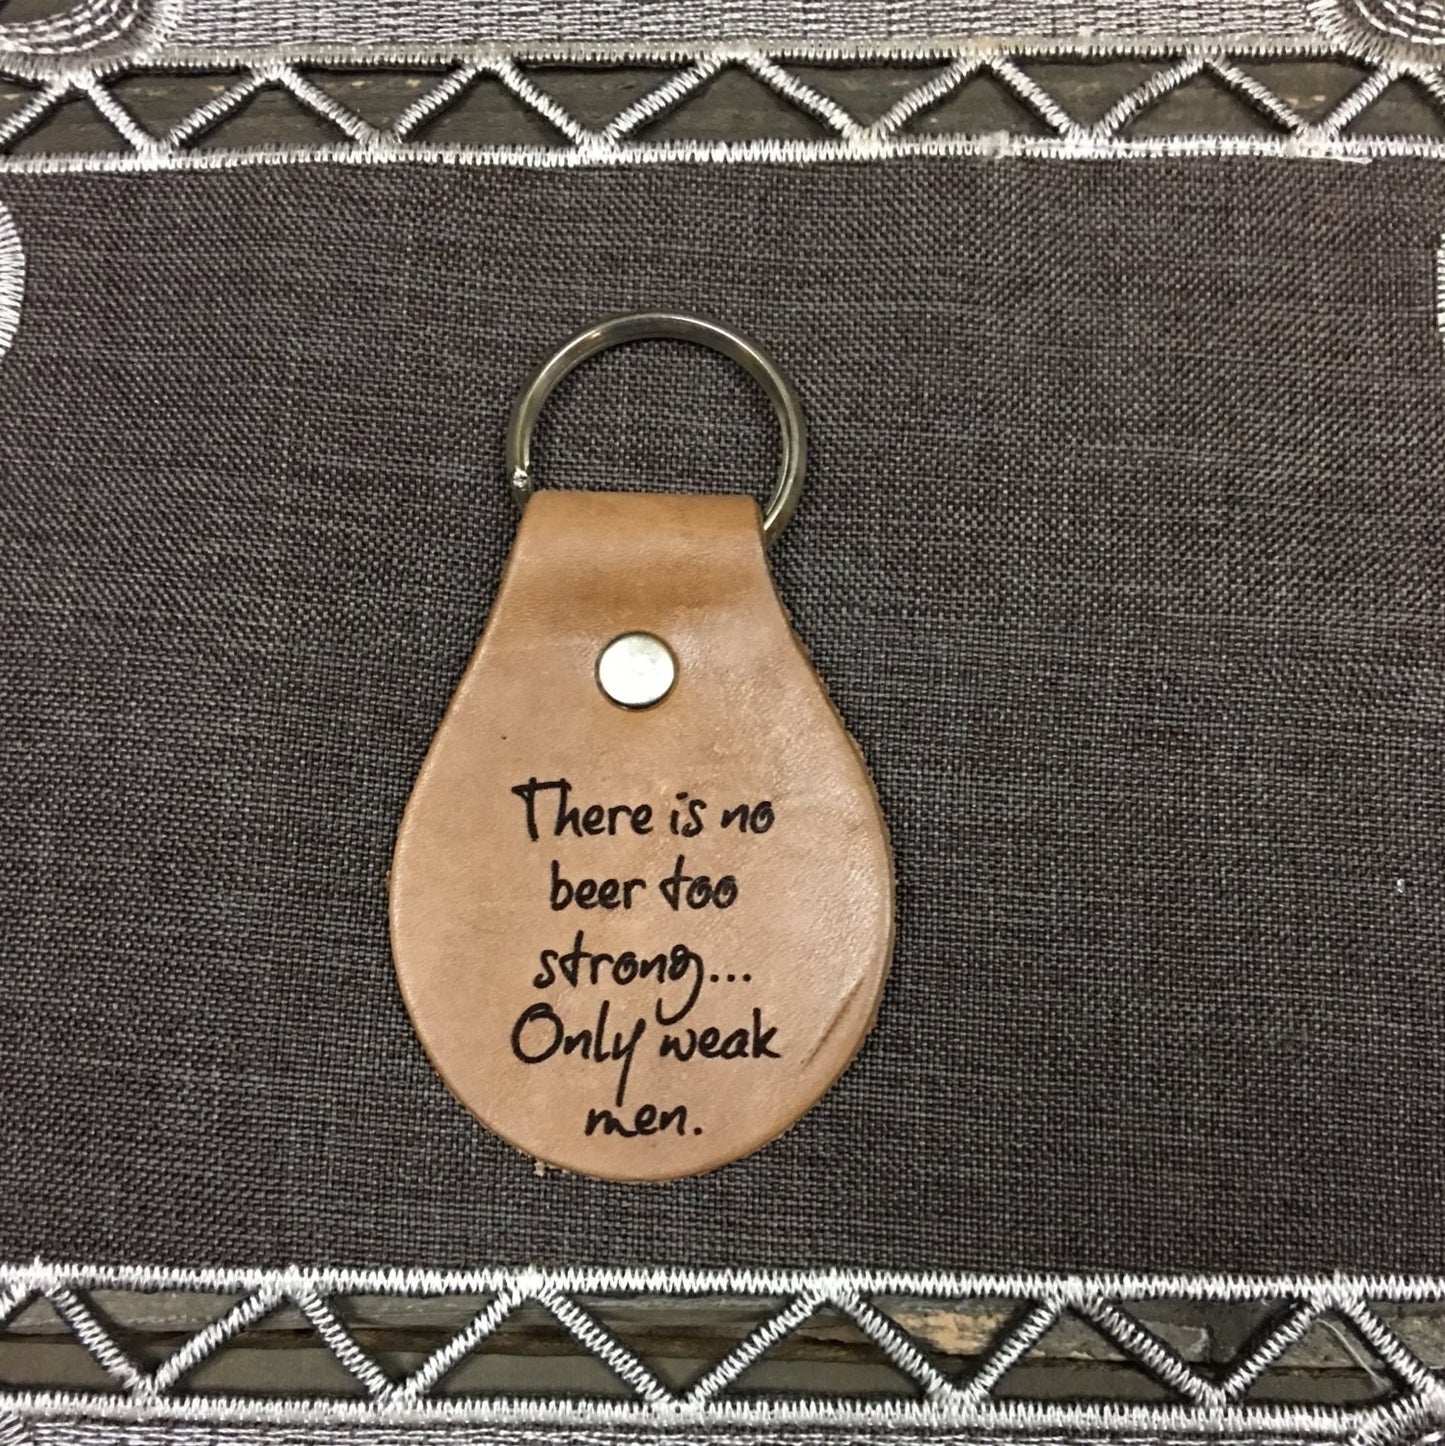 There is no
beer too
strong...
Only weak
men.